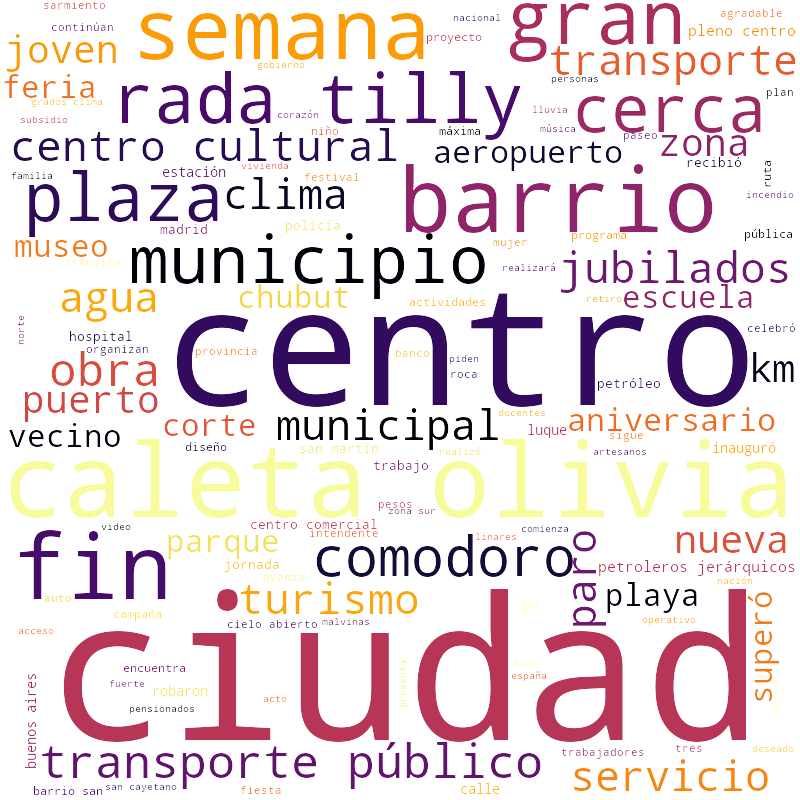 sarmiento
semana
gran
nacional
agradable
continúan
joven
proyecto
pleno centro
gobierno
transporte
feria
grados clima
rada tilly
personas
plan
cerca
subsidio
corazón
lluvia
niño
máxima
música
paseo
zona
centro cultural
aeropuerto
recibió
ruta
familia
plaza
estación
vivienda
festival
clima
barrio
incendio
madrid
policía
programa
pública
museo
tránsito
municipio
mujer
realizará
jubilados
agua
chubut
actividades
retiro
escuela
norte
centro
celebró
hospital
organizan
provincia
banco
piden
roca
km
obra
petróleo
puerto
corte
municipal
docentes
aniversario
vecino
luque
sigue
diseño
san martín
realizo
artesanos
inauguró
trabajo
caleta olivia
pesos
zona sur
video
centro comercial
intendente
linares
comienza
fin
parque
comodoro
paro
nueva
jornada
avanza
petroleros jerárquicos
nación
auto
turismo
playa
superó
campaña
cielo abierto
malvinas
operativo
acceso
ciudad
encuentra
fuerte
robaron
presenta
españa
buenos aires
pensionados
acto
transporte público
trabajadores
tres
deseado
servicio
barrio san
san cayetano
fiesta
calle